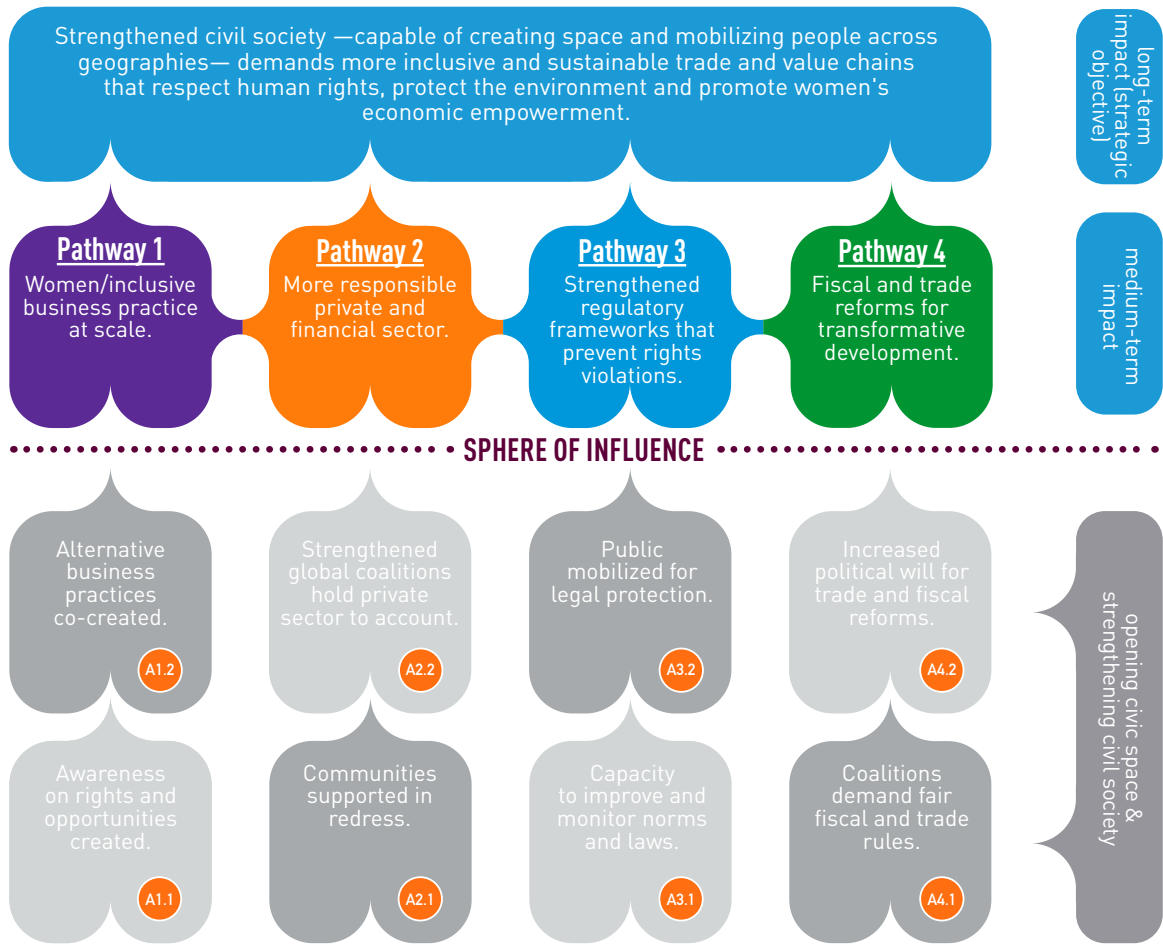 Strengthened civil society —capable of creating space and mobilizing people across
geographies— demands more inclusive and sustainable trade and value chains
that respect human rights, protect the environment and promote women's
economic empowerment.
long-term
impact (strategic
objective)
Pathway 1
Women/inclusive
business practice
at scale.
Pathway 2
More responsible
private and
financial sector.
Pathway 3
Strengthened
regulatory
frameworks that
prevent rights
violations.
Pathway 4
Fiscal and trade
reforms for
transformative
development.
medium-term
impact
SPHERE OF INFLUENCE
Alternative
business
practices
co-created.
A1.2
Strengthened
global coalitions
hold private
sector to account.
A2.2
Public
mobilized for
legal protection.
A3.2
Increased
political will for
trade and fiscal
reforms.
A4.2
opening civic space &
strengthening civil society
Awareness
on rights and
opportunities
created.
A1.1
Communities
supported in
redress.
A2.1
Capacity
to improve and
monitor norms
and laws.
A3.1
Coalitions
demand fair
fiscal and trade
rules.
A4.1